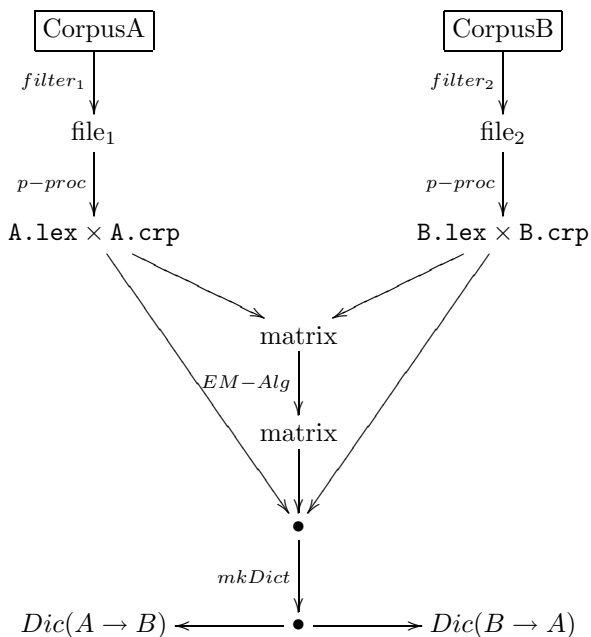 CorpusA CorpusB
filter₁ filter₂
file₁ file₂
p−proc p−proc
A.lex × A.crp B.lex × B.crp
matrix
EM−Alg
matrix
•
mkDict
Dic(A → B) • Dic(B → A)